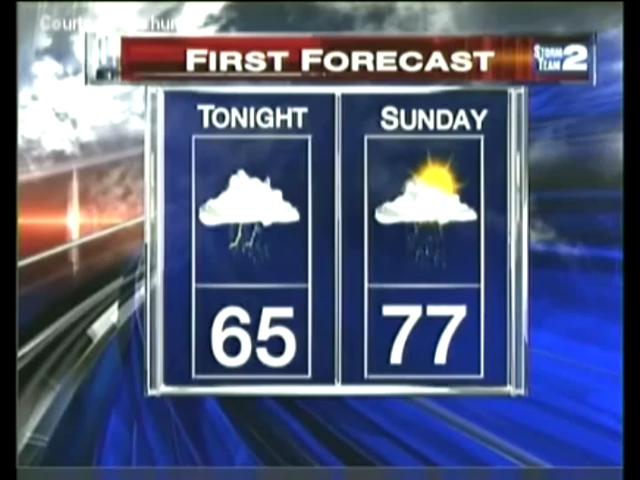 FIRST FORECAST
STORM TEAM 2
TONIGHT
SUNDAY
65
77